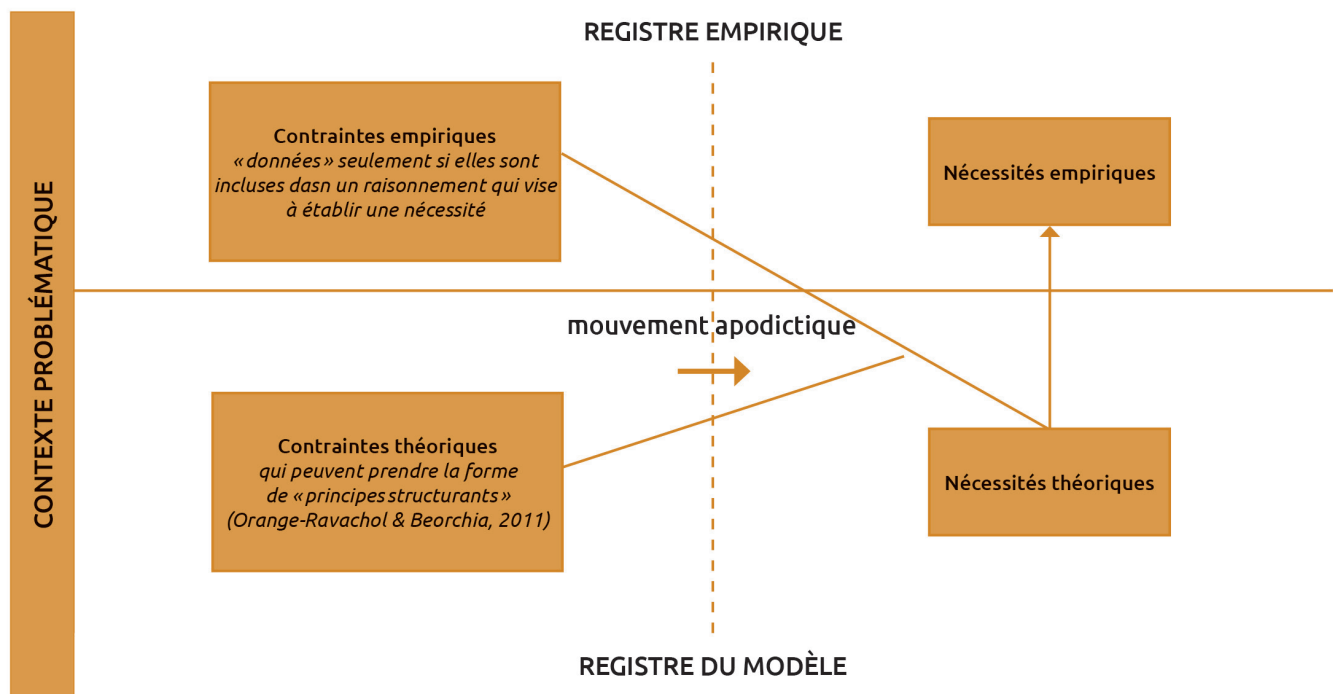 CONTEXTE PROBLÉMATIQUE
REGISTRE EMPIRIQUE
Contraintes empiriques
« données » seulement si elles sont
incluses dasn un raisonnement qui vise
à établir une nécessité
Nécessités empiriques
mouvement apodictique
Contraintes théoriques
qui peuvent prendre la forme
de « principes structurants »
(Orange-Ravachol & Beorchia, 2011)
Nécessités théoriques
REGISTRE DU MODÈLE